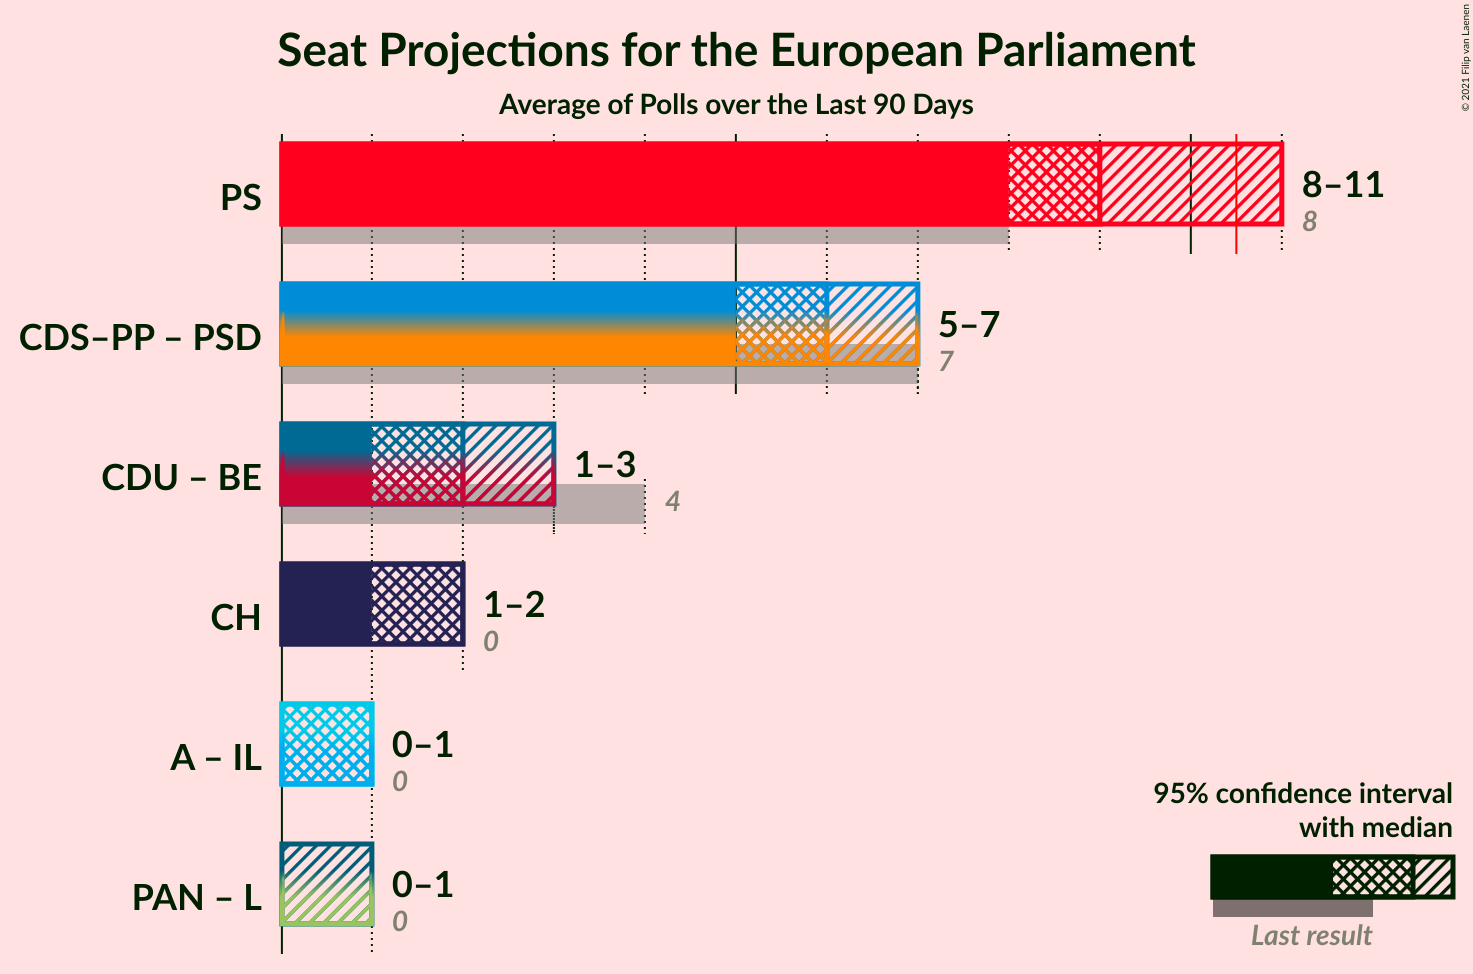 Seat Projections for the European Parliament
Average of Polls over the Last 90 Days
© 2021 Filip van Laenen
PS
8–11
8
CDS–PP – PSD
5–7
7
CDU – BE
1–3
4
CH
1–2
0
A – IL
0–1
0
PAN – L
0–1
0
95% confidence interval
with median
Last result